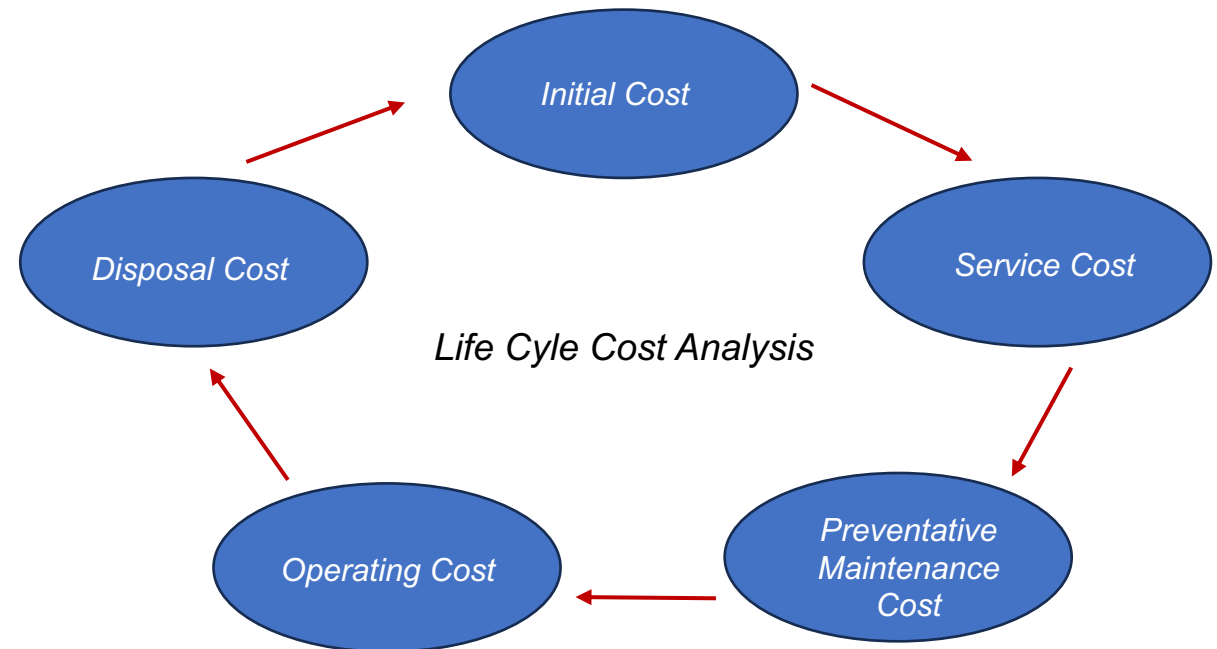 Initial Cost
Disposal Cost
Service Cost
Life Cyle Cost Analysis
Operating Cost
Preventative
Maintenance
Cost